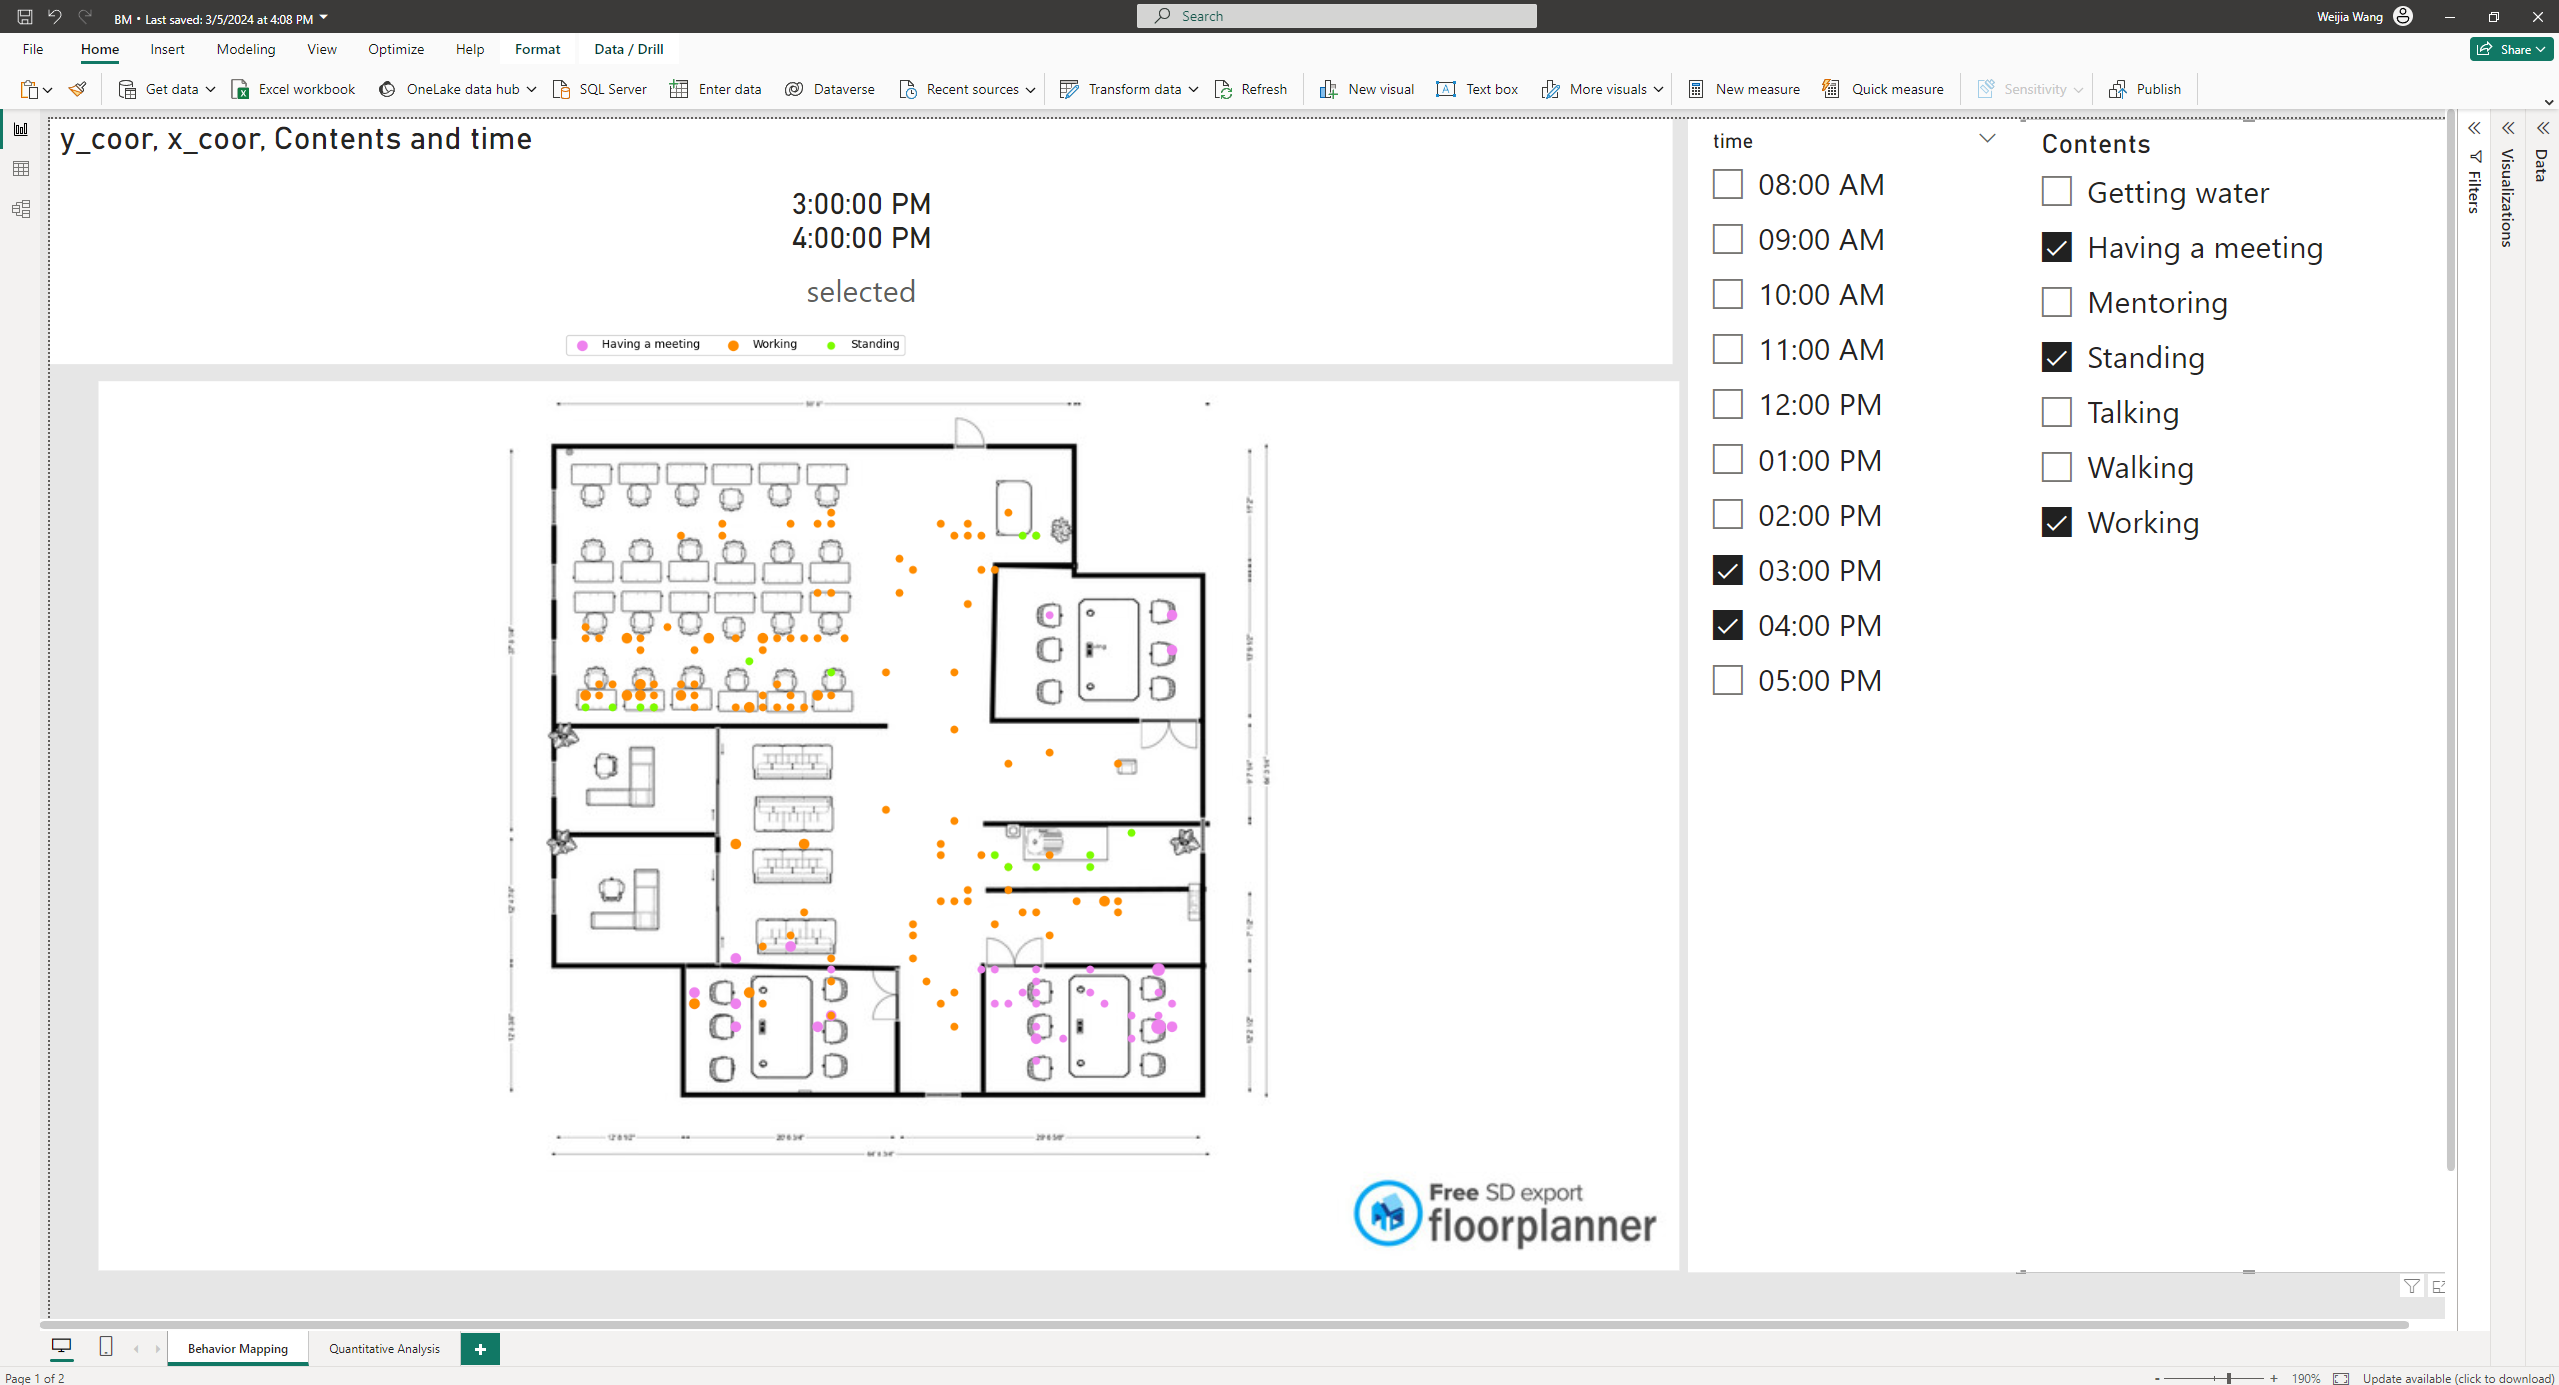 BM • Last saved: 3/5/2024 at 4:08 PM
Search
Weijia Wang
File
Home
Insert
Modeling
View
Optimize
Help
Format
Data / Drill
Share
Get data
Excel workbook
OneLake data hub
SQL Server
Enter data
Dataverse
Recent sources
Transform data
Refresh
New visual
Text box
More visuals
New measure
Quick measure
Sensitivity
Publish
y_coor, x_coor, Contents and time
3:00:00 PM
4:00:00 PM
selected
Having a meeting
Working
Standing
time
08:00 AM
09:00 AM
10:00 AM
11:00 AM
12:00 PM
01:00 PM
02:00 PM
03:00 PM
04:00 PM
05:00 PM
Contents
Getting water
Having a meeting
Mentoring
Standing
Talking
Walking
Working
Filters
Visualizations
Data
Free SD export
floorplanner
Behavior Mapping
Quantitative Analysis
Page 1 of 2
- + 190%
Update available (click to download)